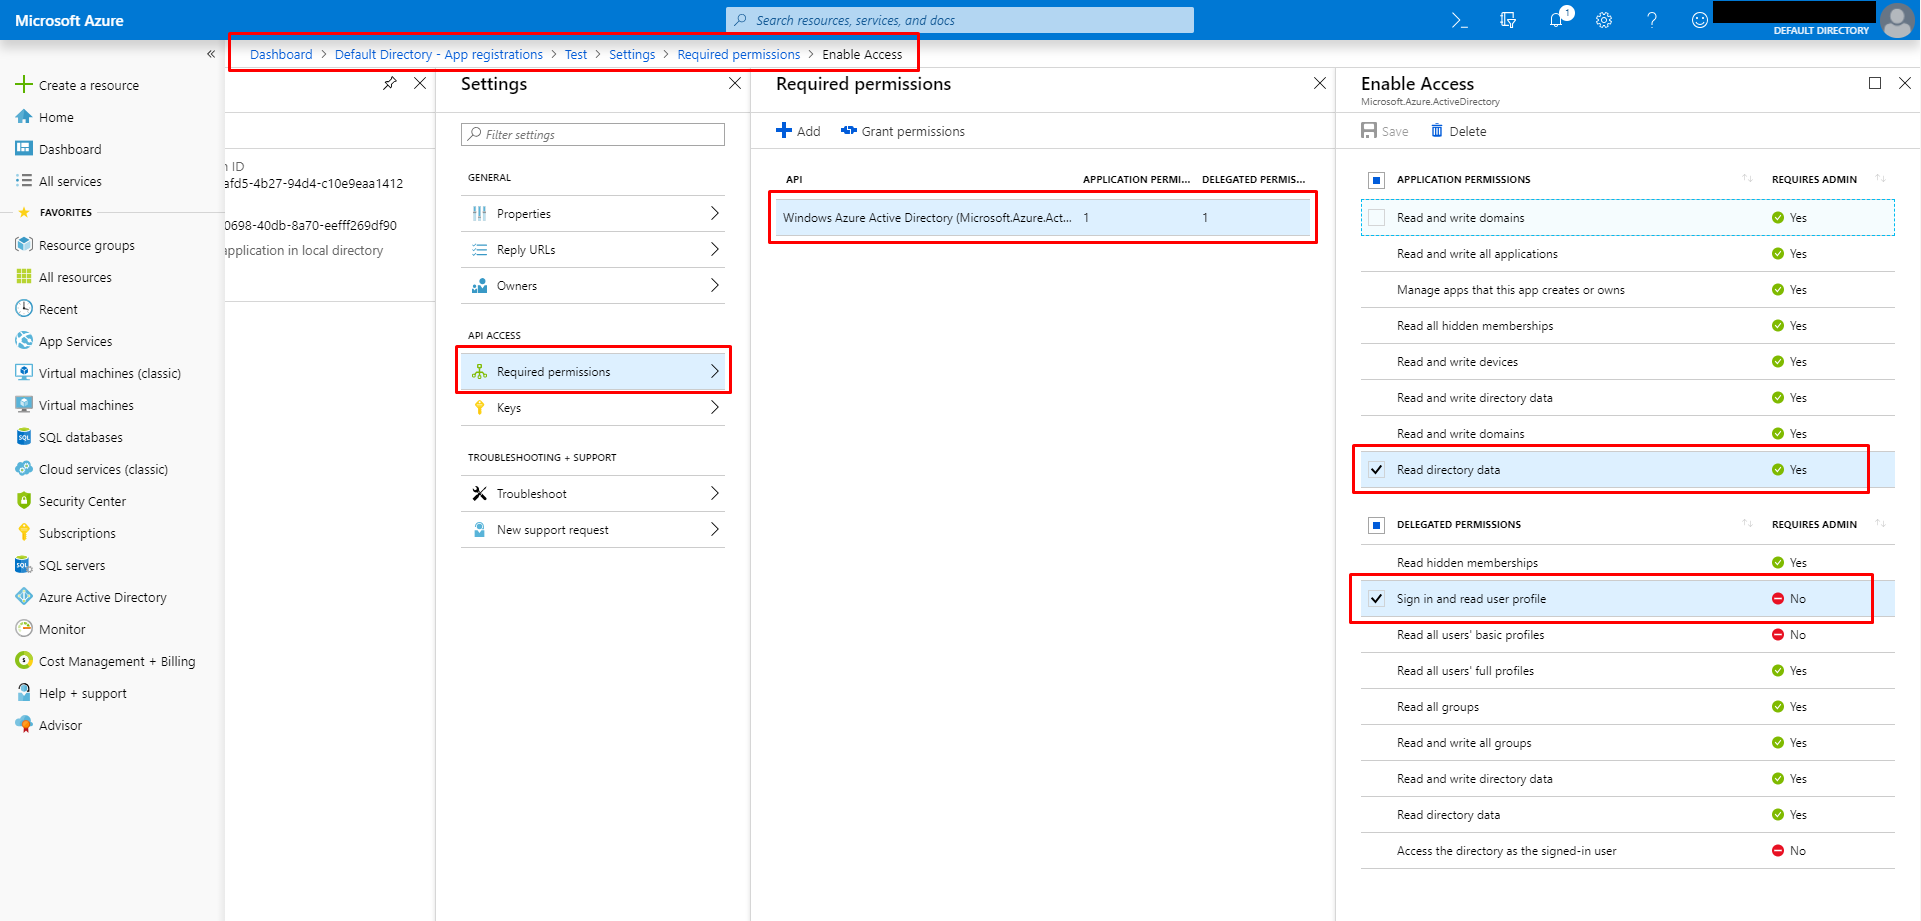 Microsoft Azure
Search resources, services, and docs
1
DEFAULT DIRECTORY
Dashboard > Default Directory - App registrations > Test > Settings > Required permissions > Enable Access
Create a resource
Home
Dashboard
All services
FAVORITES
Resource groups
All resources
Recent
App Services
Virtual machines (classic)
Virtual machines
SQL databases
Cloud services (classic)
Security Center
Subscriptions
SQL servers
Azure Active Directory
Monitor
Cost Management + Billing
Help + support
Advisor
ID
afd5-4b27-94d4-c10e9eaa1412
0698-40db-8a70-eefff269df90
application in local directory
Settings
Filter settings
GENERAL
Properties
Reply URLs
Owners
API ACCESS
Required permissions
Keys
TROUBLESHOOTING + SUPPORT
Troubleshoot
New support request
Required permissions
Add Grant permissions
API APPLICATION PERMI... DELEGATED PERMIS...
Windows Azure Active Directory (Microsoft.Azure.Act... 1 1
Enable Access
Microsoft.Azure.ActiveDirectory
Save Delete
APPLICATION PERMISSIONS REQUIRES ADMIN
Read and write domains Yes
Read and write all applications Yes
Manage apps that this app creates or owns Yes
Read all hidden memberships Yes
Read and write devices Yes
Read and write directory data Yes
Read and write domains Yes
Read directory data Yes
DELEGATED PERMISSIONS REQUIRES ADMIN
Read hidden memberships Yes
Sign in and read user profile No
Read all users' basic profiles No
Read all users' full profiles Yes
Read all groups Yes
Read and write all groups Yes
Read and write directory data Yes
Read directory data Yes
Access the directory as the signed-in user No